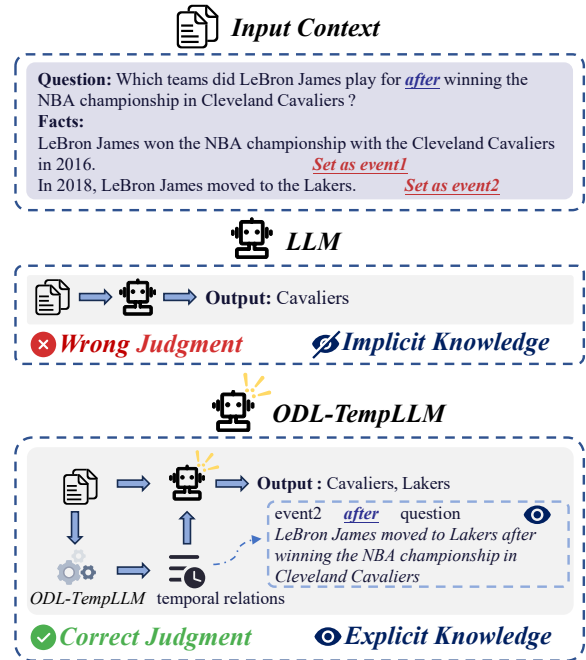 Input Context
Question: Which teams did LeBron James play for after winning the
NBA championship in Cleveland Cavaliers ?
Facts:
LeBron James won the NBA championship with the Cleveland Cavaliers
in 2016. Set as event1
In 2018, LeBron James moved to the Lakers. Set as event2
LLM
Output: Cavaliers
Wrong Judgment Implicit Knowledge
ODL-TempLLM
Output : Cavaliers, Lakers
event2 after question
LeBron James moved to Lakers after
winning the NBA championship in
Cleveland Cavaliers
ODL-TempLLM temporal relations
Correct Judgment Explicit Knowledge